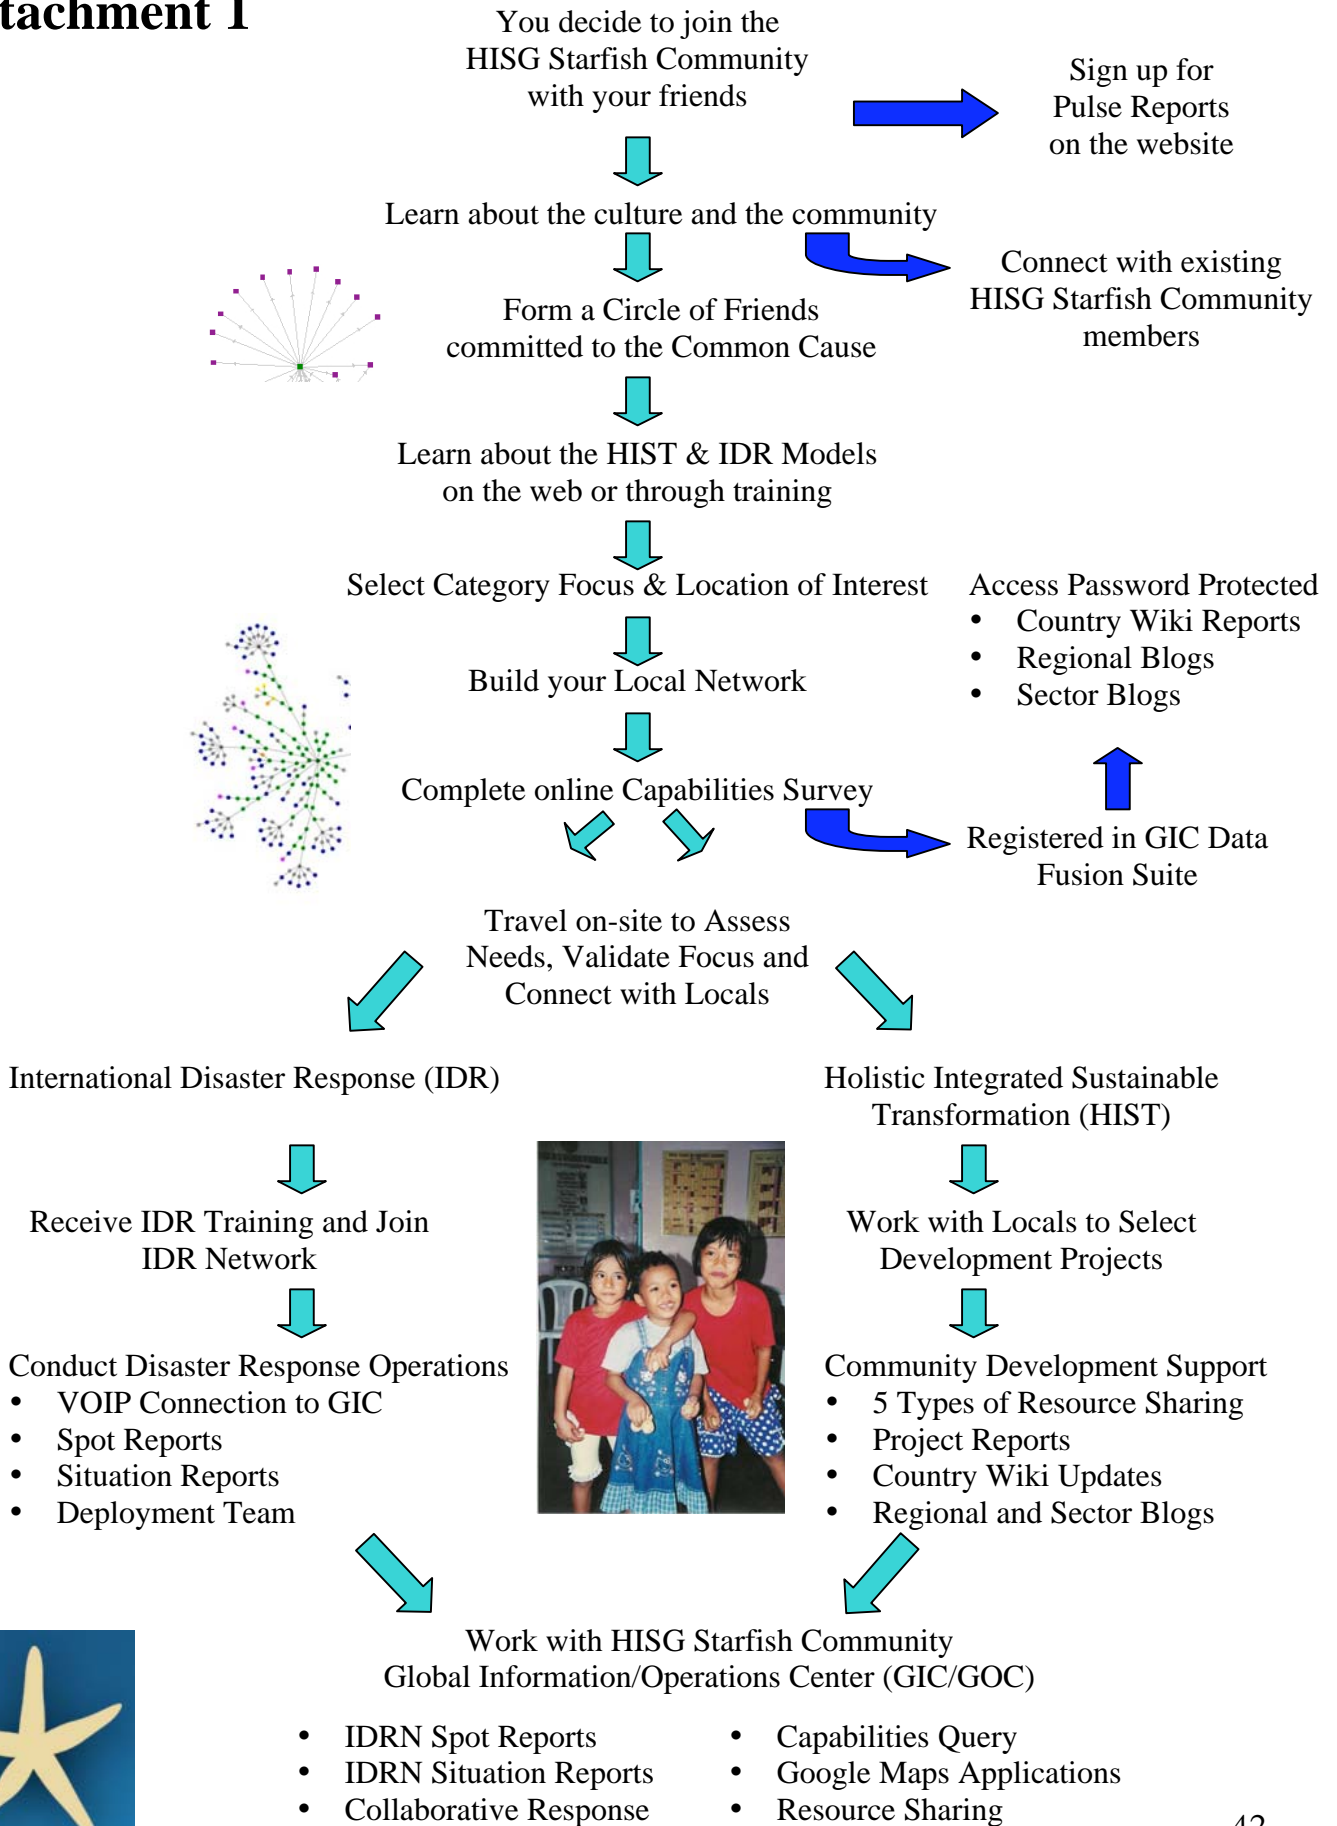 tachment 1
You decide to join the
HISG Starfish Community
with your friends
Sign up for
Pulse Reports
on the website
Learn about the culture and the community
Connect with existing
HISG Starfish Community
members
Form a Circle of Friends
committed to the Common Cause
Learn about the HIST & IDR Models
on the web or through training
Select Category Focus & Location of Interest
Access Password Protected
• Country Wiki Reports
• Regional Blogs
• Sector Blogs
Build your Local Network
Complete online Capabilities Survey
Registered in GIC Data
Fusion Suite
Travel on-site to Assess
Needs, Validate Focus and
Connect with Locals
International Disaster Response (IDR)
Holistic Integrated Sustainable
Transformation (HIST)
Receive IDR Training and Join
IDR Network
Work with Locals to Select
Development Projects
Conduct Disaster Response Operations
• VOIP Connection to GIC
• Spot Reports
• Situation Reports
• Deployment Team
Community Development Support
• 5 Types of Resource Sharing
• Project Reports
• Country Wiki Updates
• Regional and Sector Blogs
Work with HISG Starfish Community
Global Information/Operations Center (GIC/GOC)
• IDRN Spot Reports
• IDRN Situation Reports
• Collaborative Response
• Capabilities Query
• Google Maps Applications
• Resource Sharing
42